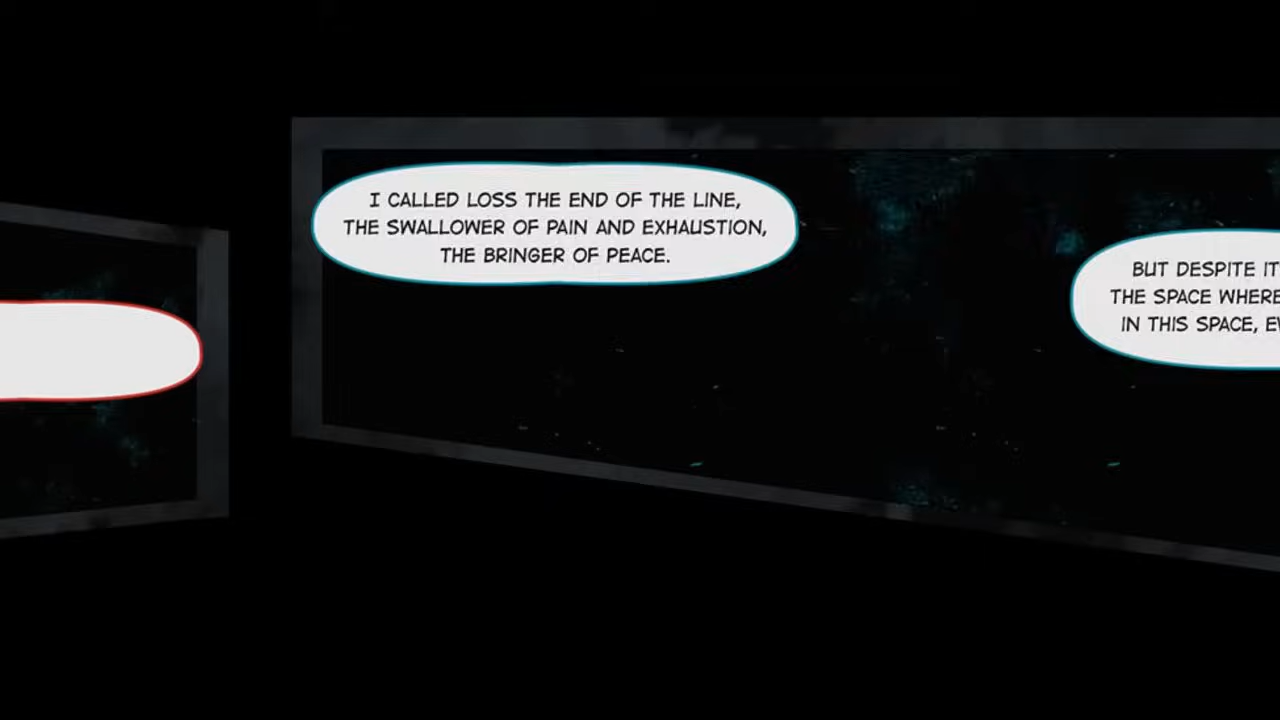 I CALLED LOSS THE END OF THE LINE,
THE SWALLOWER OF PAIN AND EXHAUSTION,
THE BRINGER OF PEACE.
BUT DESPITE
THE SPACE WHERE
IN THIS SPACE,